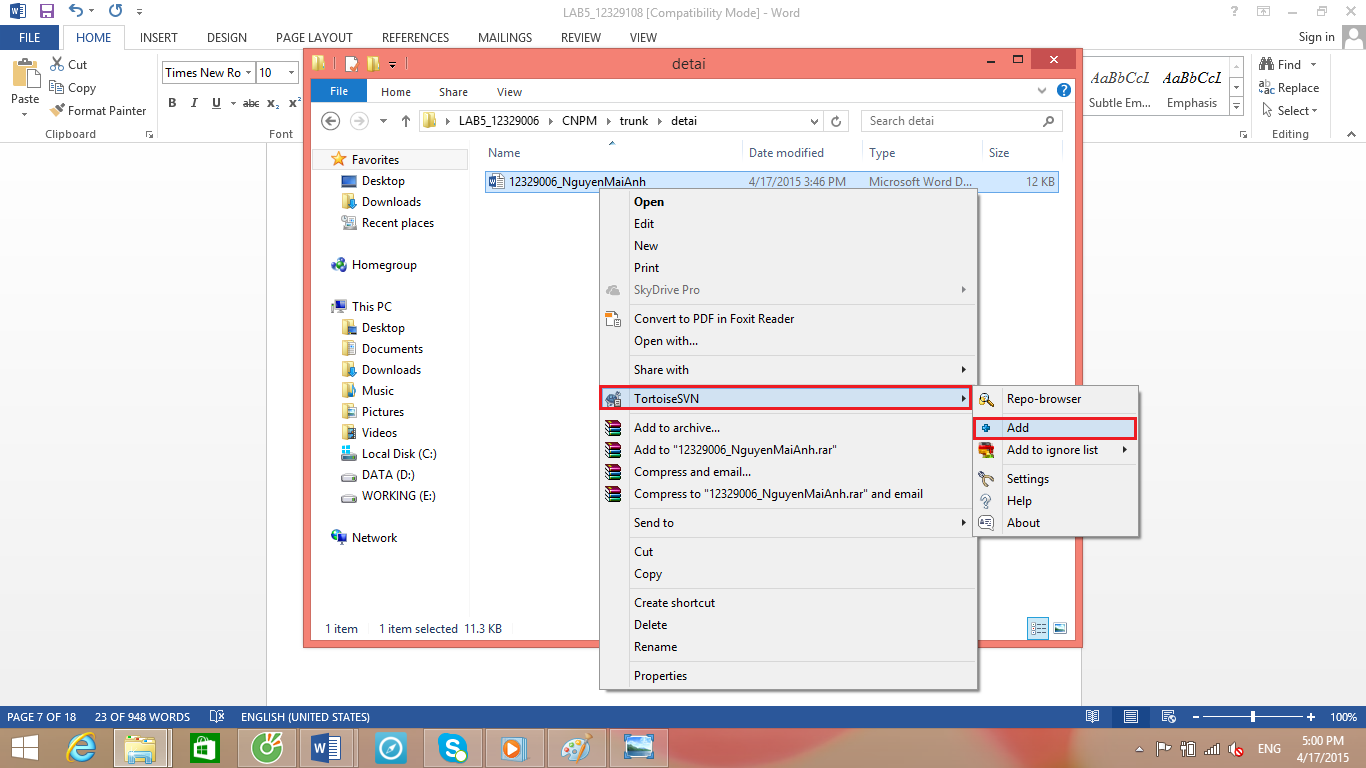 LAB5_12329108 [Compatibility Mode] - Word
FILE HOME INSERT DESIGN PAGE LAYOUT REFERENCES MAILINGS REVIEW VIEW Sign in
Paste
Cut
Copy
Format Painter
Clipboard
Times New Ro 10
B I U abc x₂ x²
Font
AaBbCcL AaBbCcL
Subtle Em... Emphasis
Find
Replace
Select
Editing
detai
File Home Share View
LAB5_12329006 CNPM trunk detai
Search detai
Name Date modified Type Size
12329006_NguyenMaiAnh 4/17/2015 3:46 PM Microsoft Word D... 12 KB
Favorites
Desktop
Downloads
Recent places
Homegroup
This PC
Desktop
Documents
Downloads
Music
Pictures
Videos
Local Disk (C:)
DATA (D:)
WORKING (E:)
Network
1 item 1 item selected 11.3 KB
Open
Edit
New
Print
SkyDrive Pro
Convert to PDF in Foxit Reader
Open with...
Share with
TortoiseSVN
Add to archive...
Add to "12329006_NguyenMaiAnh.rar"
Compress and email...
Compress to "12329006_NguyenMaiAnh.rar" and email
Send to
Cut
Copy
Create shortcut
Delete
Rename
Properties
Repo-browser
Add
Add to ignore list
Settings
Help
About
PAGE 7 OF 18 23 OF 948 WORDS ENGLISH (UNITED STATES) 100%
ENG
5:00 PM
4/17/2015